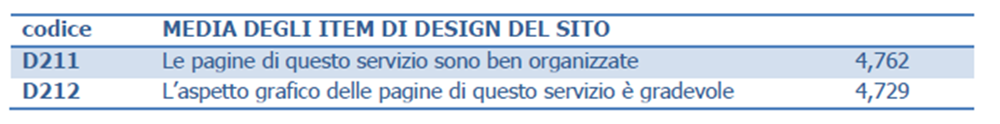 codice MEDIA DEGLI ITEM DI DESIGN DEL SITO
D211 Le pagine di questo servizio sono ben organizzate 4,762
D212 L’aspetto grafico delle pagine di questo servizio è gradevole 4,729